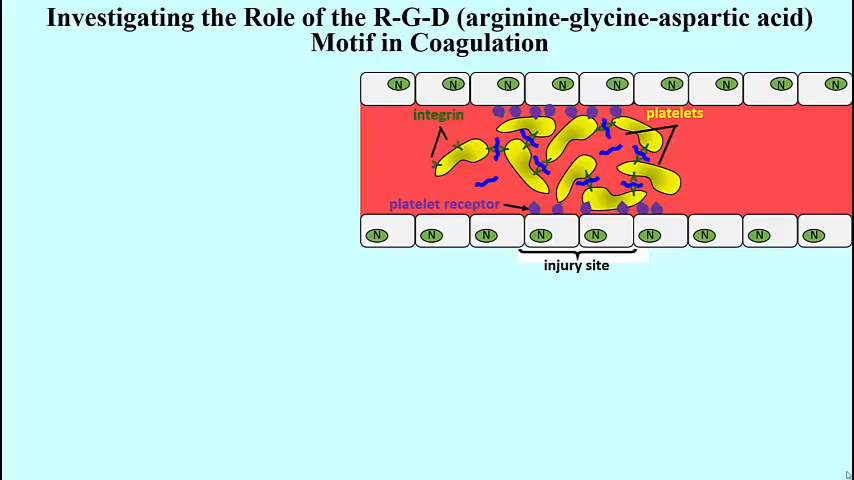 Investigating the Role of the R-G-D (arginine-glycine-aspartic acid)
Motif in Coagulation
N N N N N N N N N
integrin
platelets
platelet receptor
N N N N N N N N N
injury site